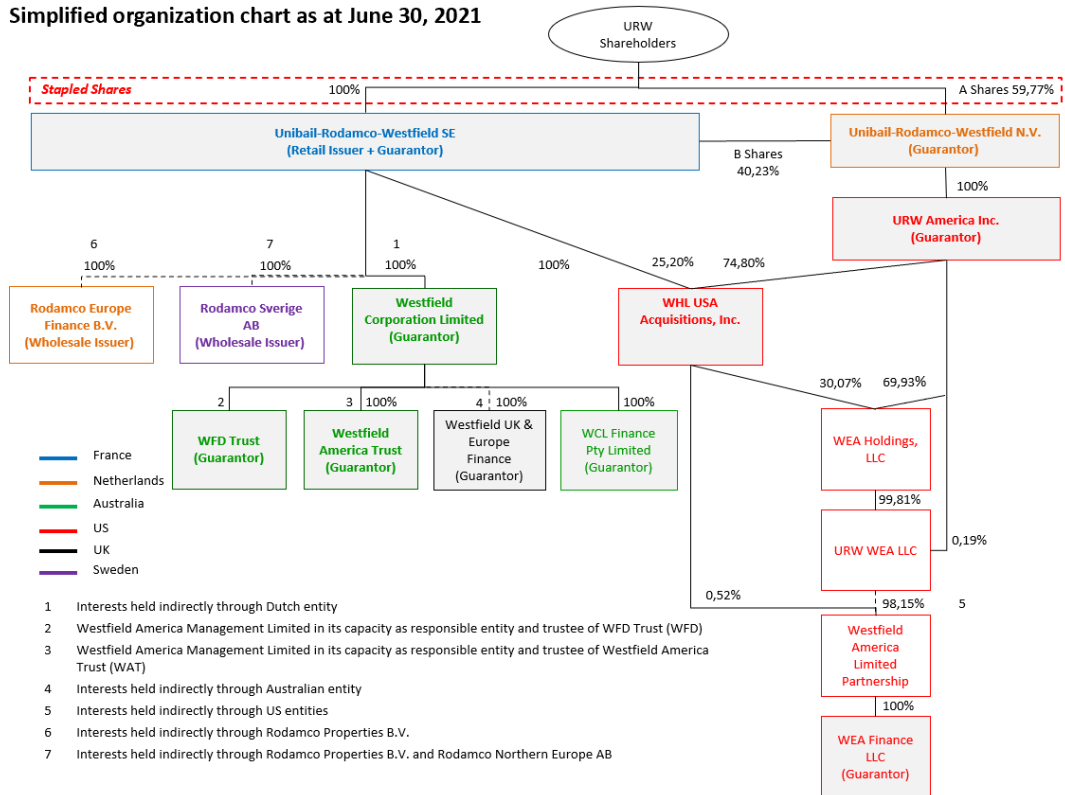 Simplified organization chart as at June 30, 2021
URW
Shareholders
Stapled Shares
100%
A Shares 59,77%
Unibail-Rodamco-Westfield SE
(Retail Issuer + Guarantor)
B Shares
40,23%
Unibail-Rodamco-Westfield N.V.
(Guarantor)
100%
URW America Inc.
(Guarantor)
6
100%
7
100%
1
100%
100%
25,20%
74,80%
Rodamco Europe
Finance B.V.
(Wholesale Issuer)
Rodamco Sverige
AB
(Wholesale Issuer)
Westfield
Corporation Limited
(Guarantor)
WHL USA
Acquisitions, Inc.
30,07%
69,93%
2
3
100%
4
100%
100%
WFD Trust
(Guarantor)
Westfield
America Trust
(Guarantor)
Westfield UK &
Europe
Finance
(Guarantor)
WCL Finance
Pty Limited
(Guarantor)
WEA Holdings,
LLC
99,81%
URW WEA LLC
0,19%
0,52%
98,15%
5
Westfield
America
Limited
Partnership
100%
WEA Finance
LLC
(Guarantor)
France
Netherlands
Australia
US
UK
Sweden
1 Interests held indirectly through Dutch entity
2 Westfield America Management Limited in its capacity as responsible entity and trustee of WFD Trust (WFD)
3 Westfield America Management Limited in its capacity as responsible entity and trustee of Westfield America
Trust (WAT)
4 Interests held indirectly through Australian entity
5 Interests held indirectly through US entities
6 Interests held indirectly through Rodamco Properties B.V.
7 Interests held indirectly through Rodamco Properties B.V. and Rodamco Northern Europe AB